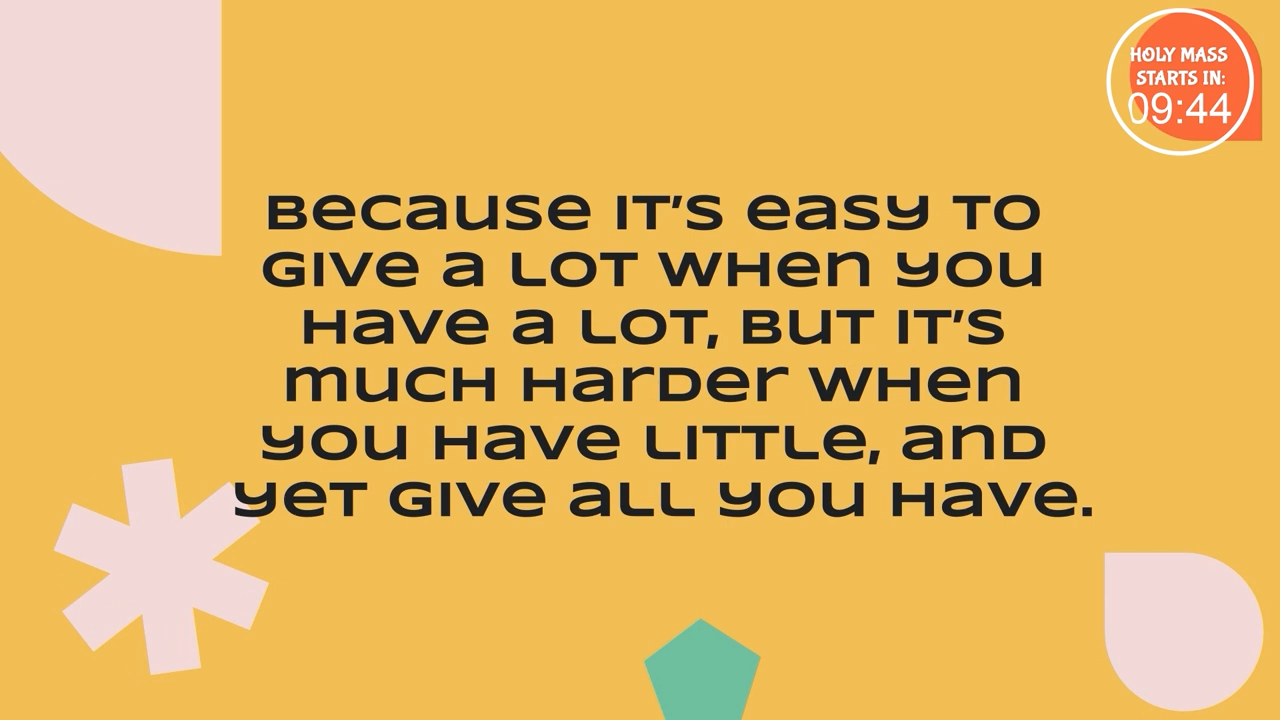 HOLY MASS
STARTS IN:
09:44
Because it's easy to
give a lot when you
have a lot, but it's
much harder when
you have little, and
yet give all you have.